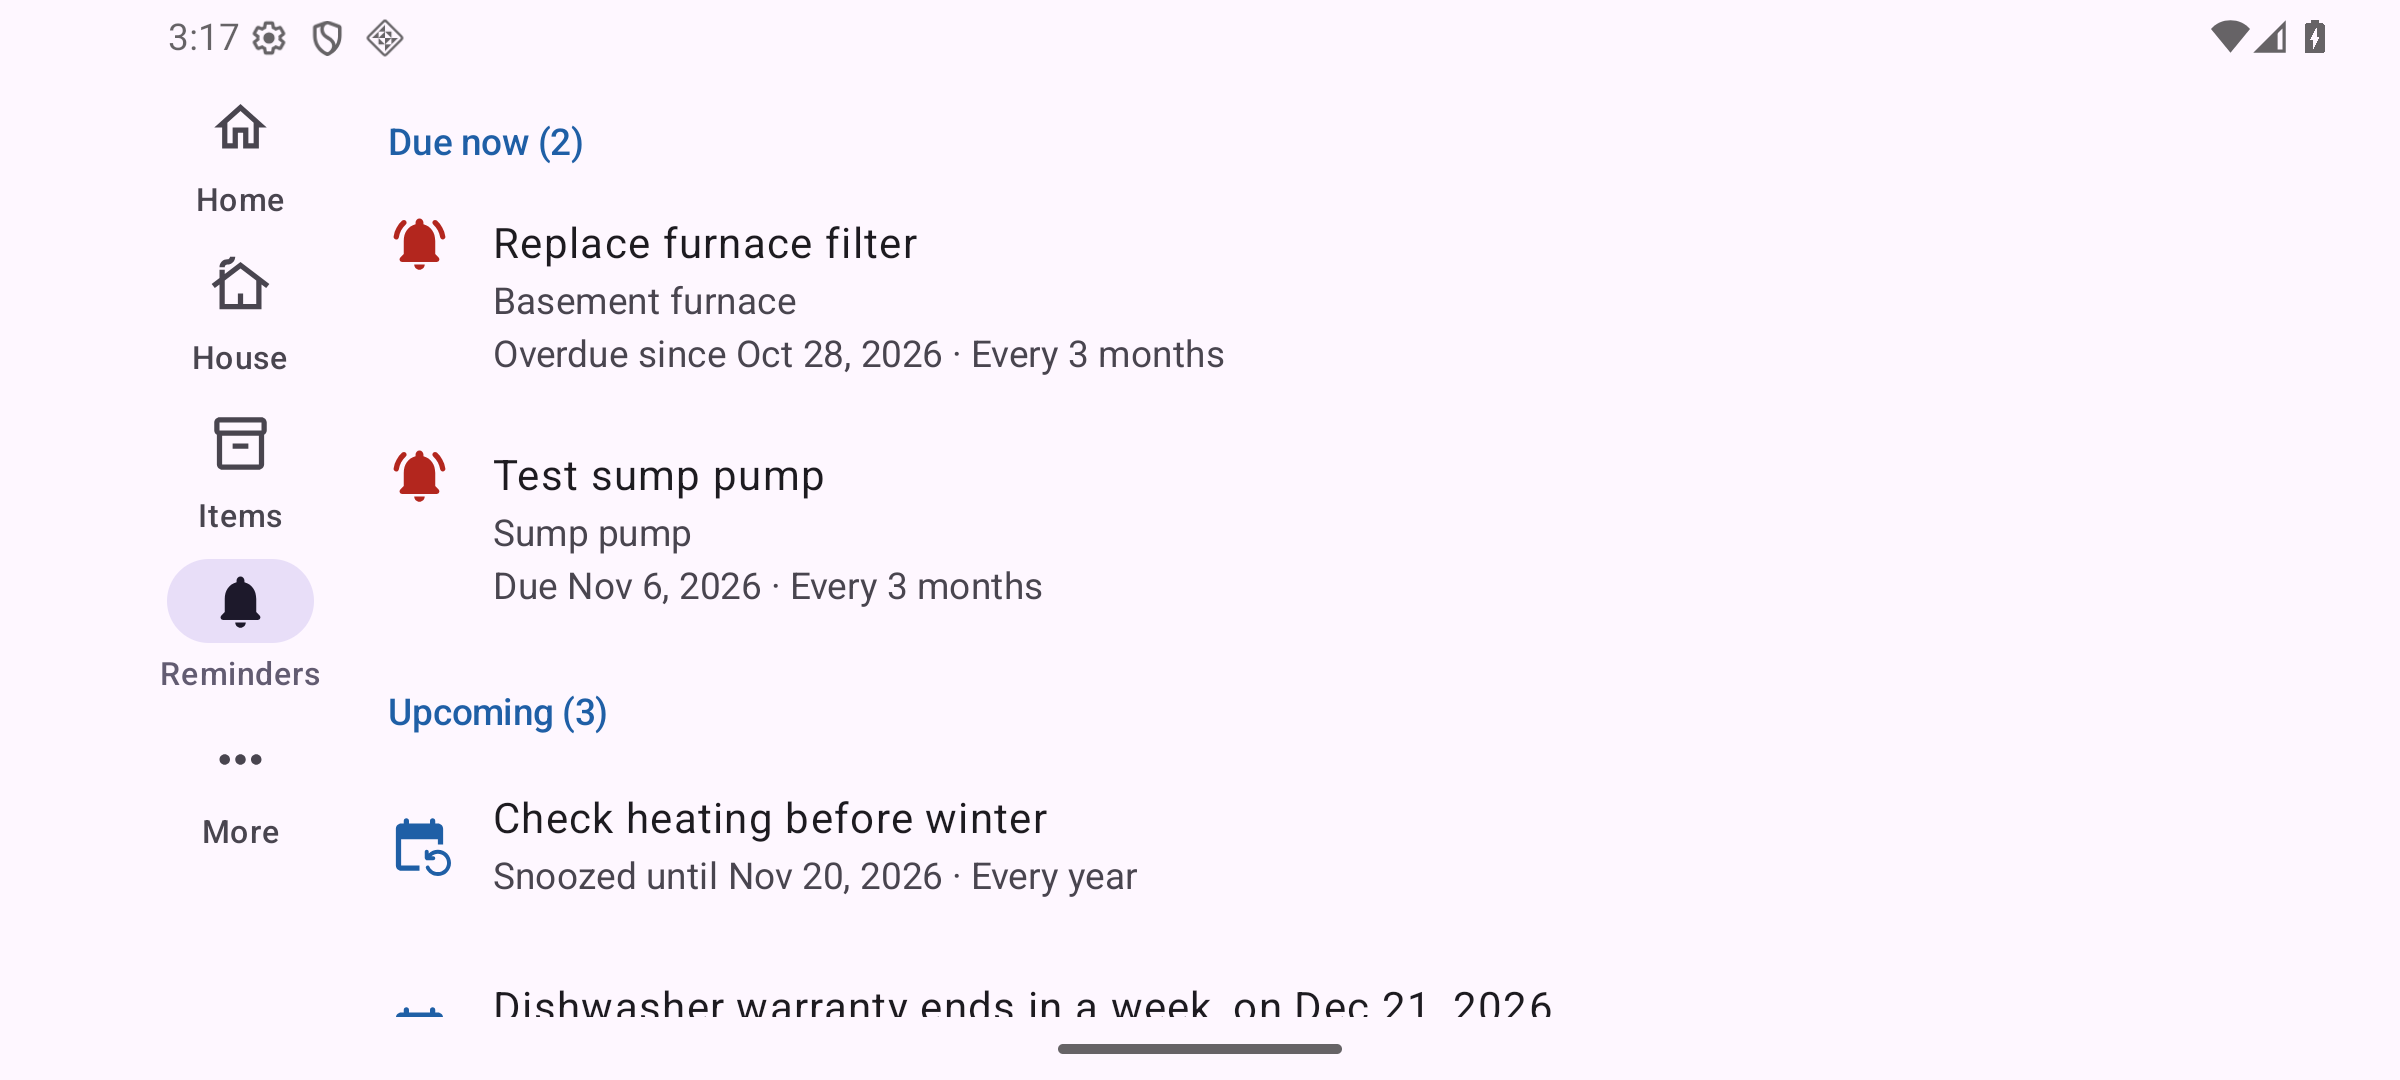 3:17
Home
House
Items
Reminders
More
Due now (2)
Replace furnace filter
Basement furnace
Overdue since Oct 28, 2026 · Every 3 months
Test sump pump
Sump pump
Due Nov 6, 2026 · Every 3 months
Upcoming (3)
Check heating before winter
Snoozed until Nov 20, 2026 · Every year
Dishwasher warranty ends in a week, on Dec 21, 2026